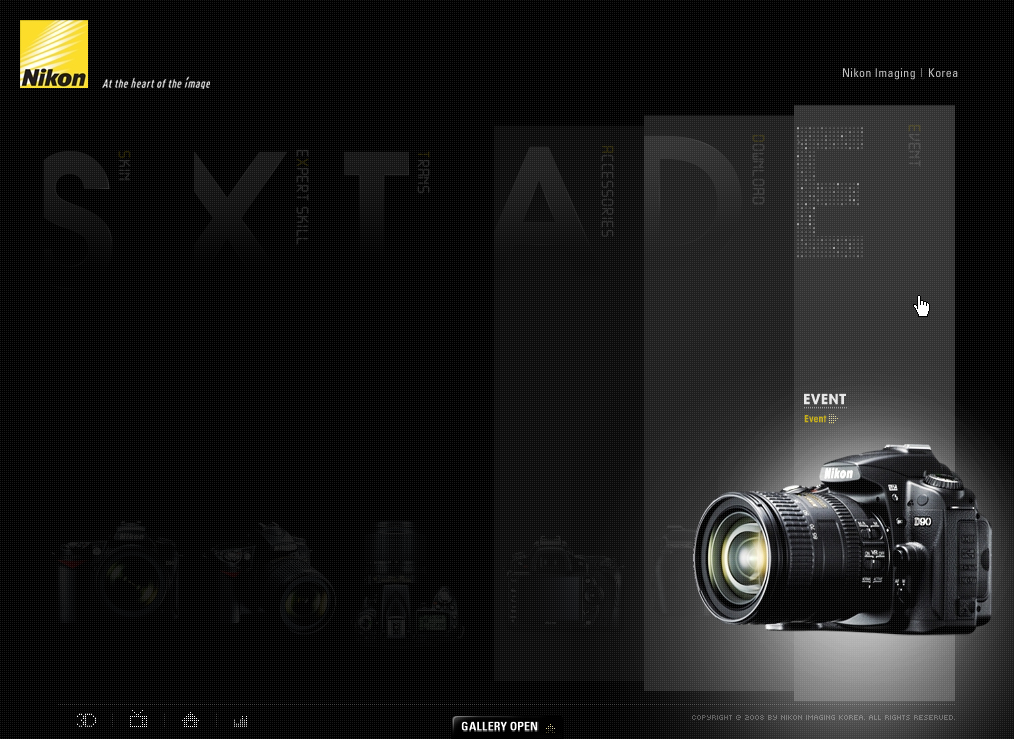 Nikon
At the heart of the image
Nikon Imaging | Korea
S SKIN
X EXPERT SKILL
T TRANS
A ACCESSORIES
D DOWNLOAD
E EVENT
EVENT
Event
Nikon
D90
3D
GALLERY OPEN
COPYRIGHT © 2008 BY NIKON IMAGING KOREA. ALL RIGHTS RESERVED.